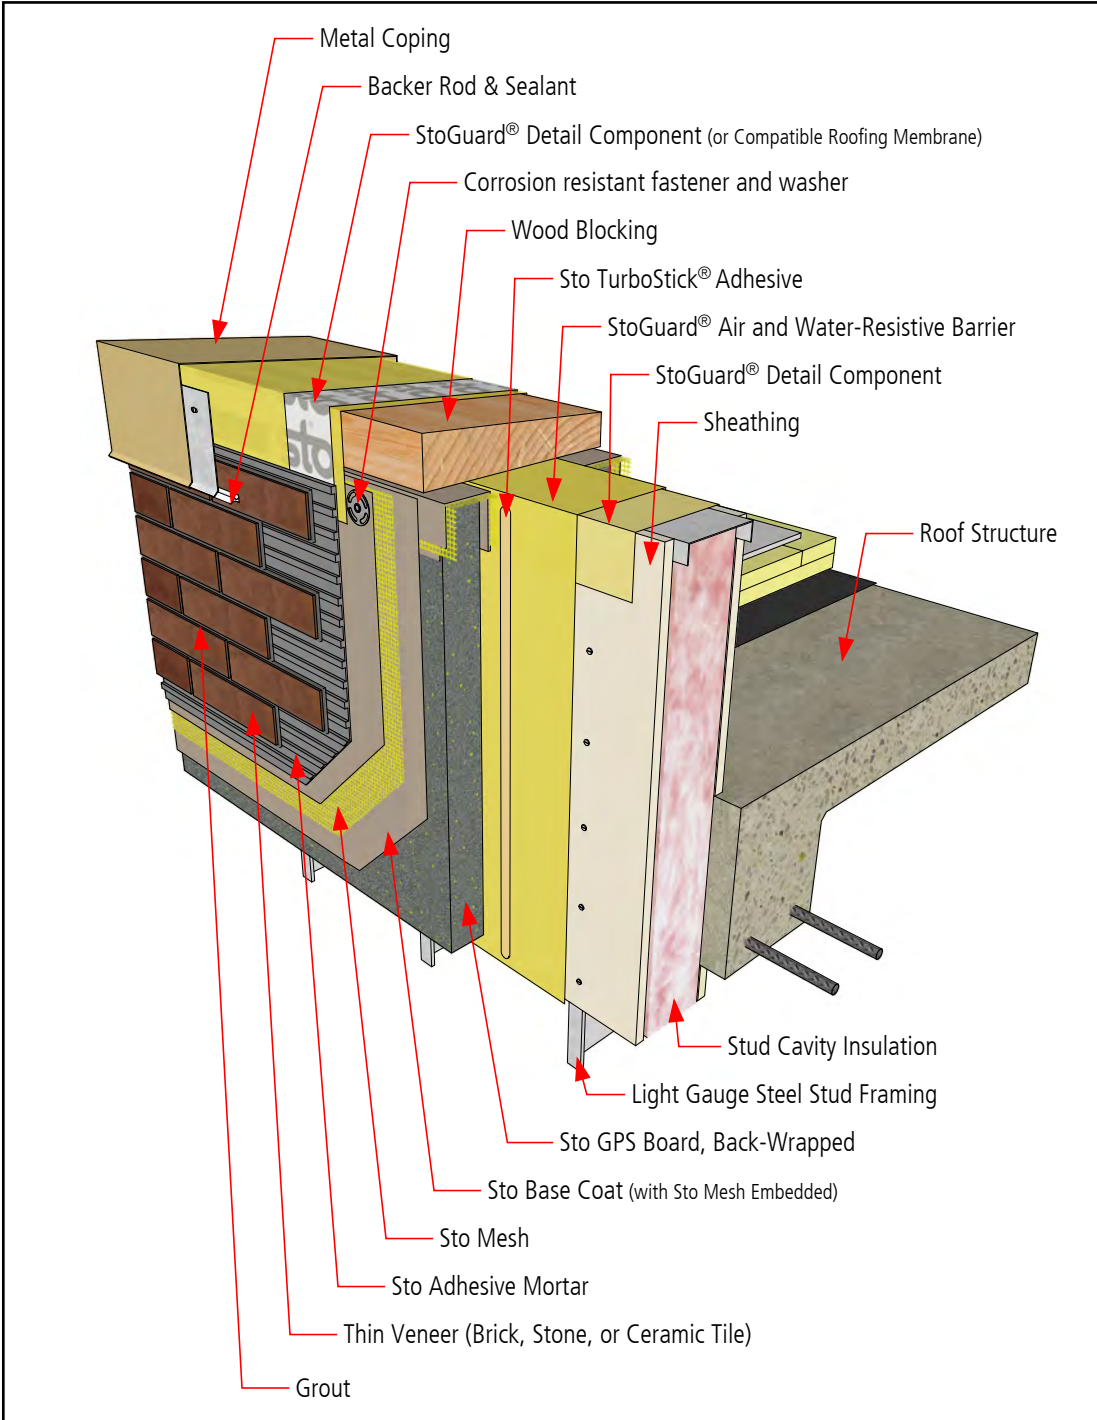 Metal Coping
Backer Rod & Sealant
StoGuard® Detail Component (or Compatible Roofing Membrane)
Corrosion resistant fastener and washer
Wood Blocking
Sto TurboStick® Adhesive
StoGuard® Air and Water-Resistive Barrier
StoGuard® Detail Component
Sheathing
Roof Structure
sto
Stud Cavity Insulation
Light Gauge Steel Stud Framing
Sto GPS Board, Back-Wrapped
Sto Base Coat (with Sto Mesh Embedded)
Sto Mesh
Sto Adhesive Mortar
Thin Veneer (Brick, Stone, or Ceramic Tile)
Grout